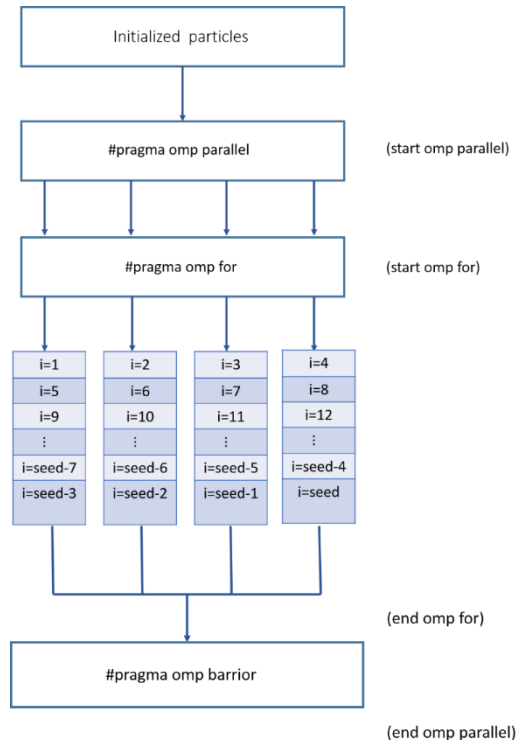 Initialized particles
#pragma omp parallel
(start omp parallel)
#pragma omp for
(start omp for)
i=1 i=2 i=3 i=4
i=5 i=6 i=7 i=8
i=9 i=10 i=11 i=12
⋮ ⋮ ⋮ ⋮
i=seed-7 i=seed-6 i=seed-5 i=seed-4
i=seed-3 i=seed-2 i=seed-1 i=seed
(end omp for)
#pragma omp barrior
(end omp parallel)